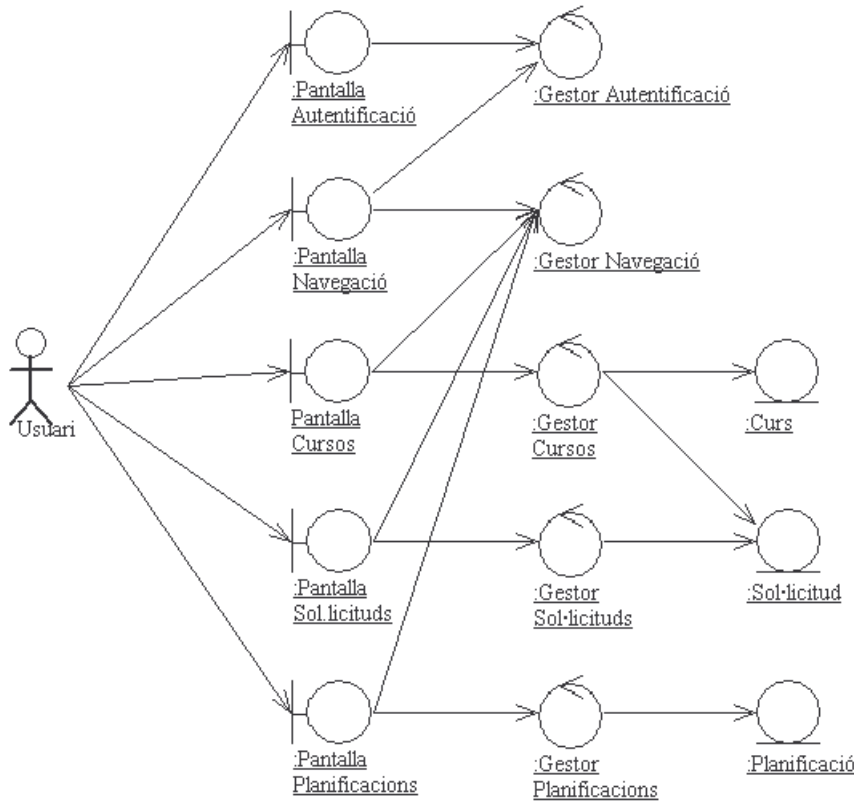 :Pantalla
Autentificació
:Gestor Autentificació
:Pantalla
Navegació
:Gestor Navegació
Usuari
Pantalla
Cursos
:Gestor
Cursos
:Curs
:Pantalla
Sol.licituds
:Gestor
Sol·licituds
:Sol·licitud
:Pantalla
Planificacions
:Gestor
Planificacions
:Planificació